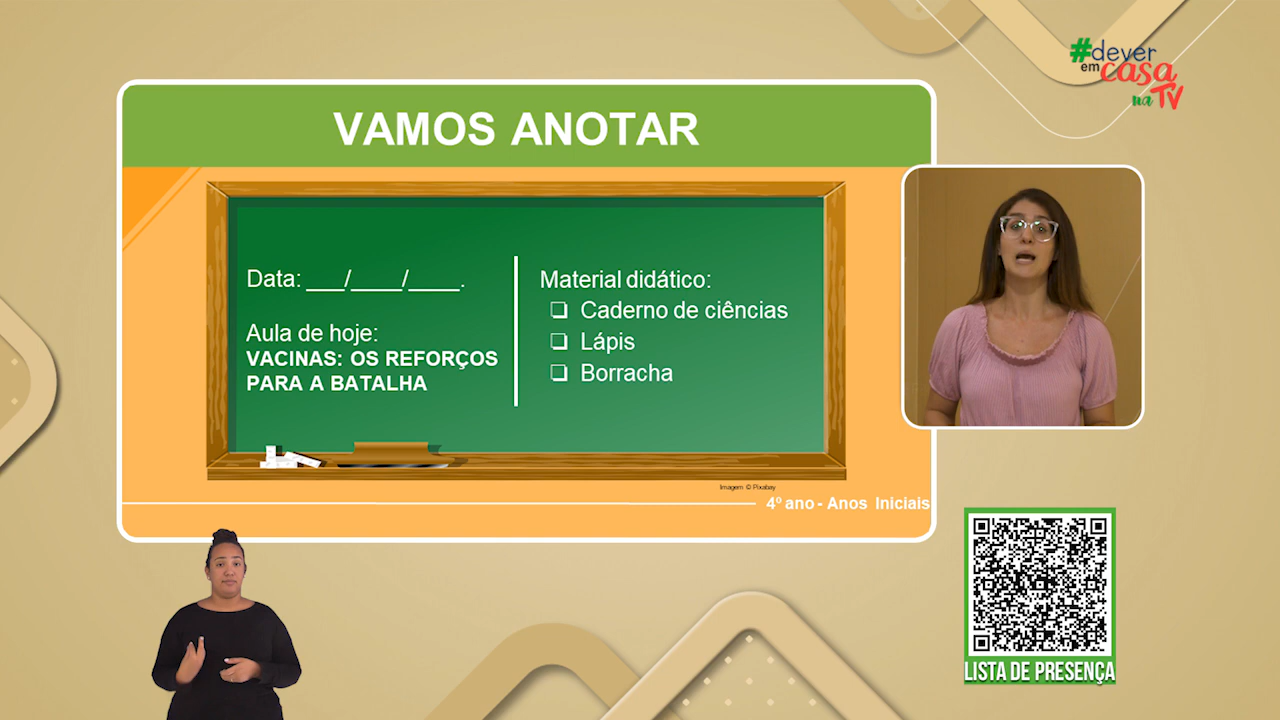 #dever
em casa
na TV
VAMOS ANOTAR
Data: ___/____/____.
Aula de hoje:
VACINAS: OS REFORÇOS
PARA A BATALHA
Material didático:
❏ Caderno de ciências
❏ Lápis
❏ Borracha
Imagem © Pixabay
4º ano - Anos Iniciais
LISTA DE PRESENÇA